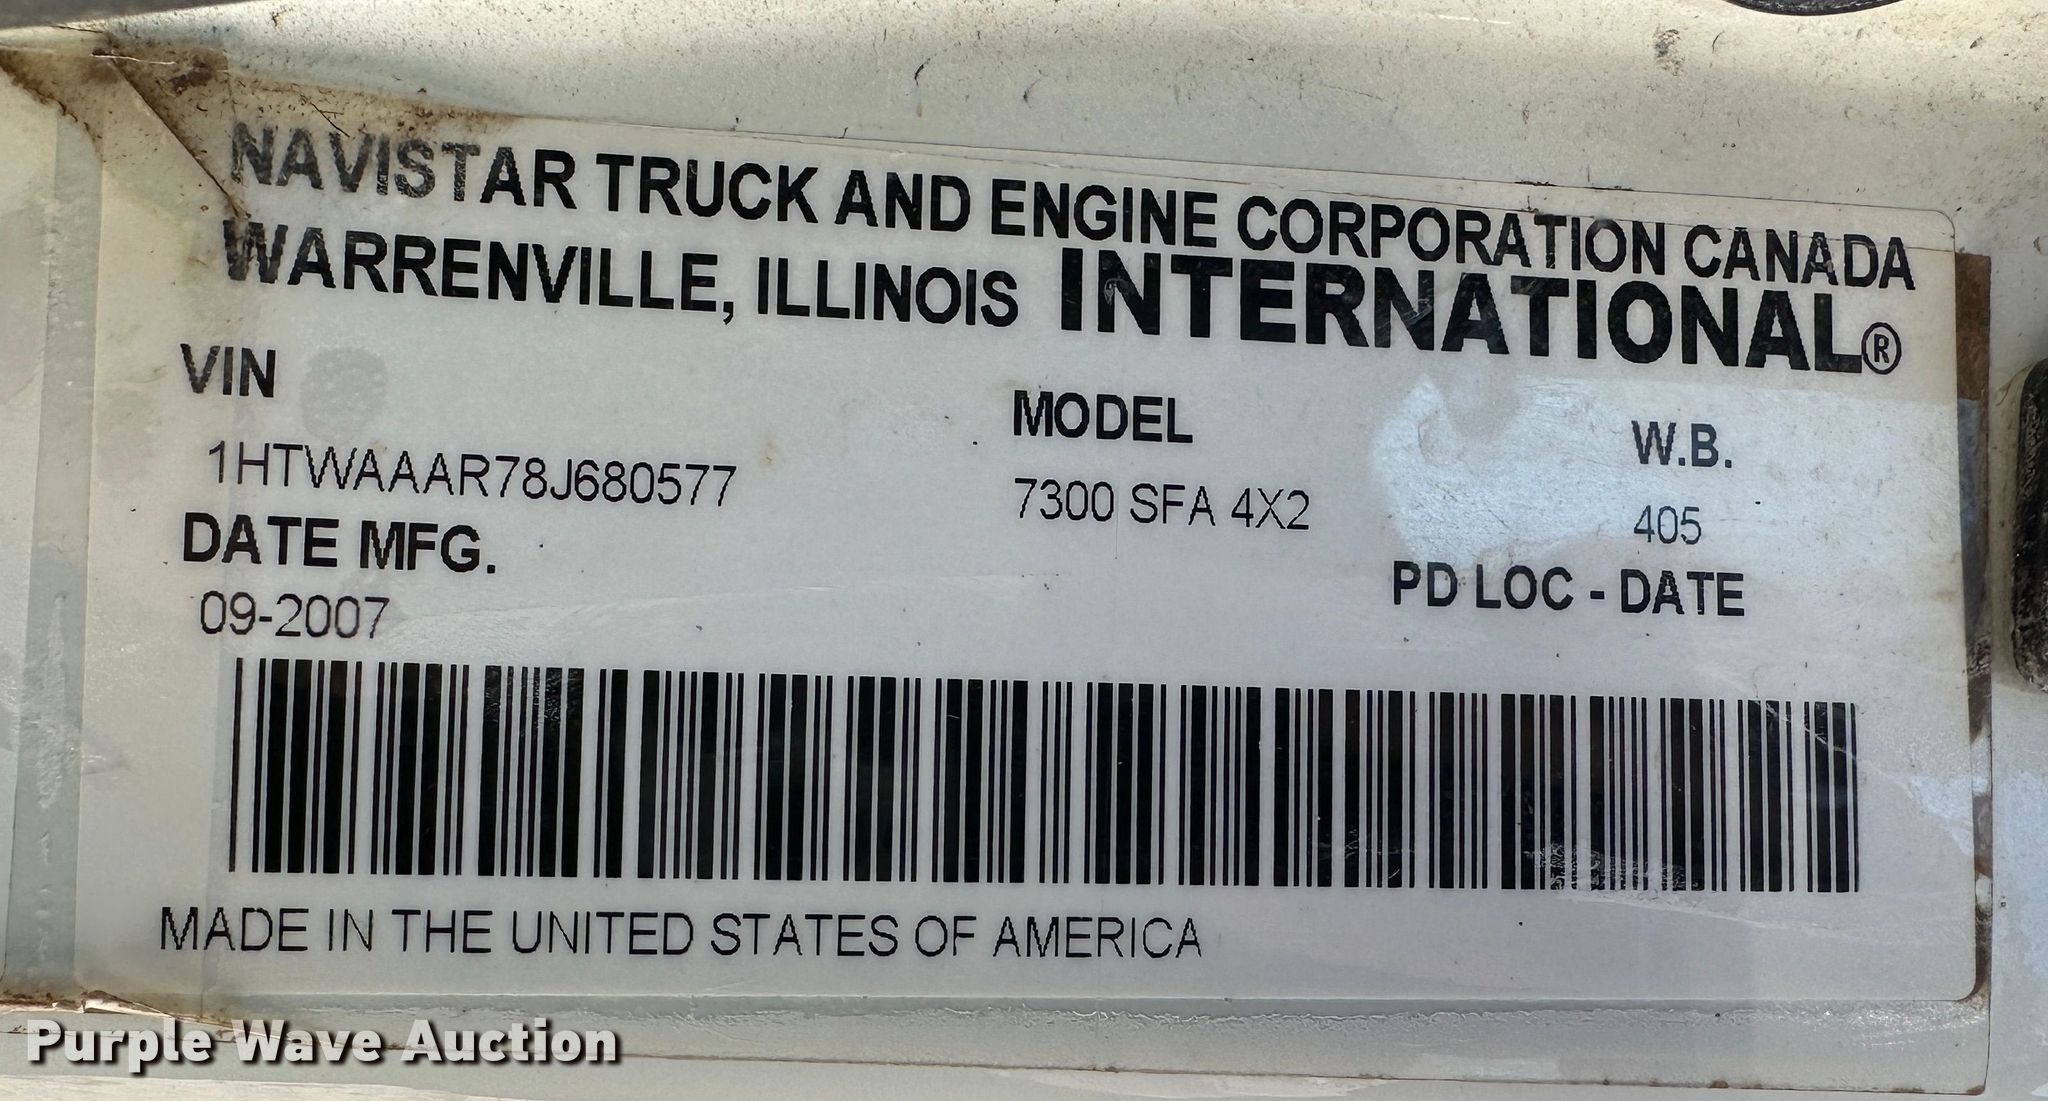 NAVISTAR TRUCK AND ENGINE CORPORATION CANADA
WARRENVILLE, ILLINOIS INTERNATIONAL®
VIN MODEL W.B.
1HTWAAAR78J680577 7300 SFA 4X2 405
DATE MFG. PD LOC - DATE
09-2007
MADE IN THE UNITED STATES OF AMERICA
Purple Wave Auction